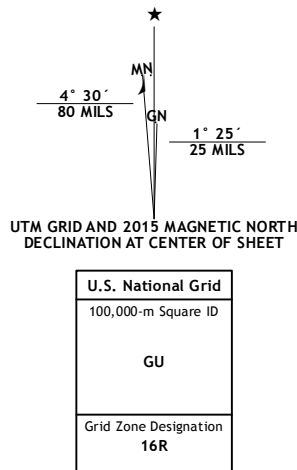 MN
GN
4° 30´
80 MILS
1° 25´
25 MILS
UTM GRID AND 2015 MAGNETIC NORTH
DECLINATION AT CENTER OF SHEET
U.S. National Grid
100,000-m Square ID
GU
Grid Zone Designation
16R